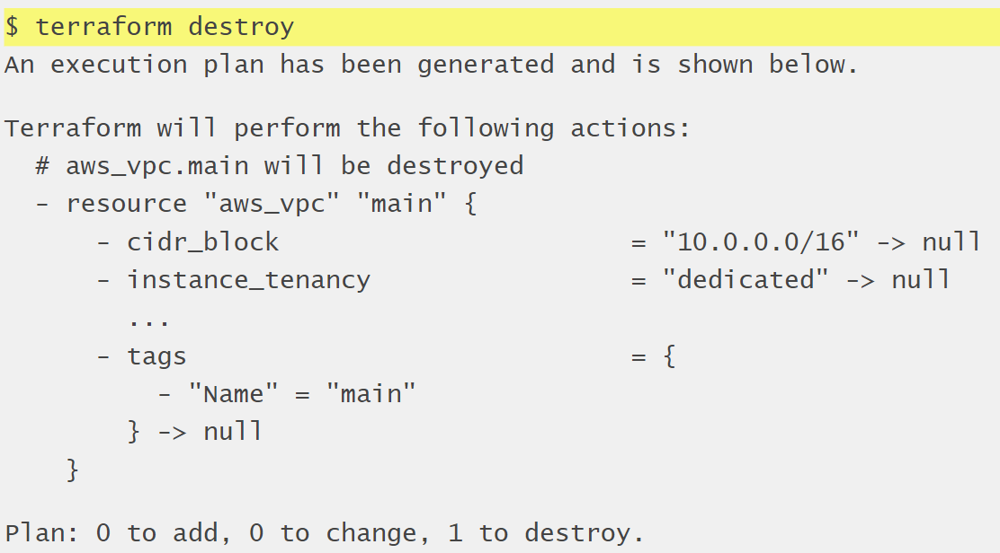 $ terraform destroy
An execution plan has been generated and is shown below.
Terraform will perform the following actions:
# aws_vpc.main will be destroyed
- resource "aws_vpc" "main" {
- cidr_block = "10.0.0.0/16" -> null
- instance_tenancy = "dedicated" -> null
...
- tags = {
- "Name" = "main"
} -> null
}
Plan: 0 to add, 0 to change, 1 to destroy.